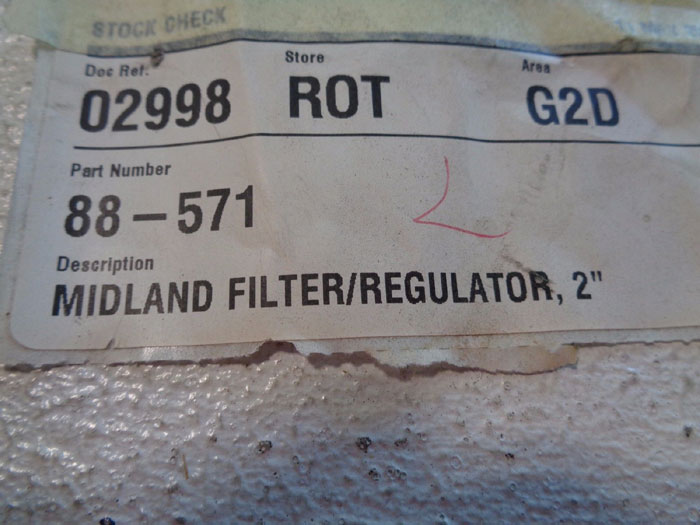 STOCK CHECK
Doc Ref. Store Area
02998 ROT G2D
Part Number
88-571
Description
MIDLAND FILTER/REGULATOR, 2"